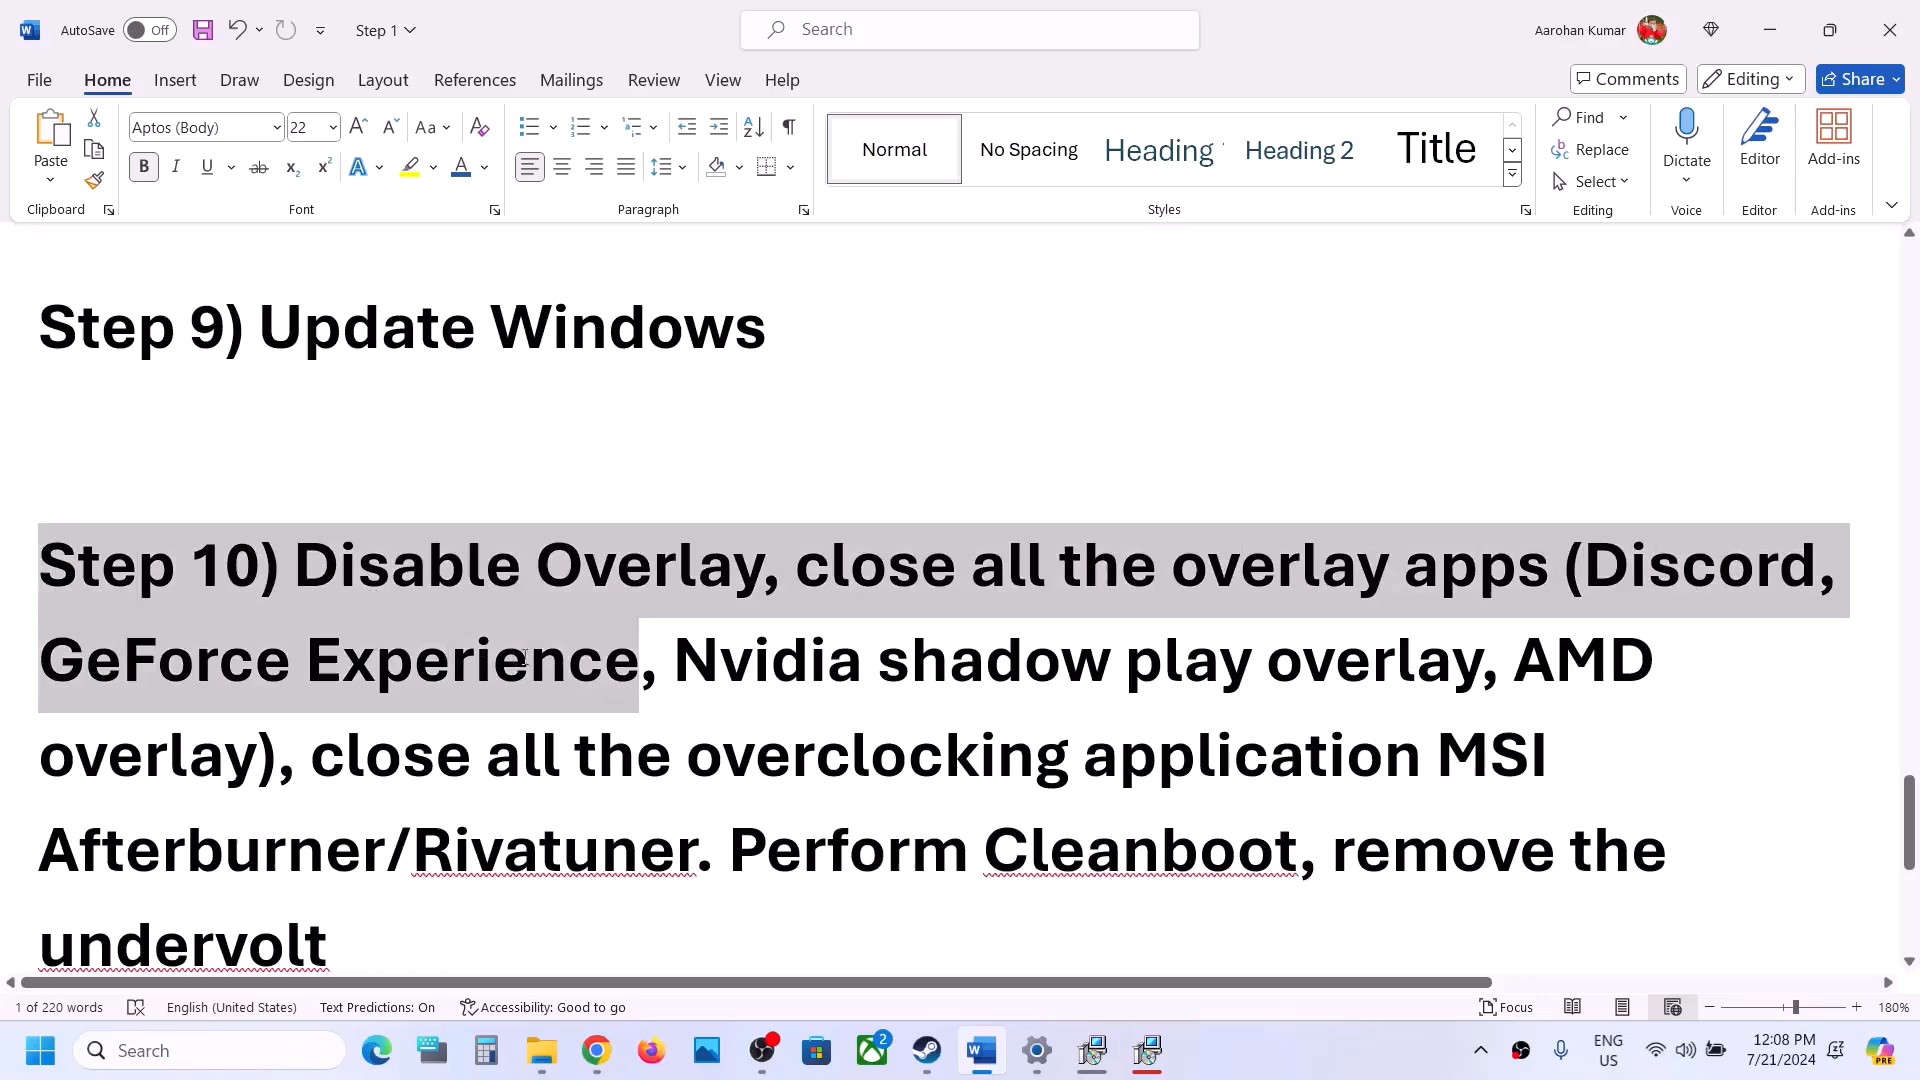 AutoSave Off Step 1 Search Aarohan Kumar
File Home Insert Draw Design Layout References Mailings Review View Help Comments Editing Share
Paste Aptos (Body) 22 Aa Normal No Spacing Heading Heading 2 Title Find Replace Select Dictate Editor Add-ins
Clipboard Font Paragraph Styles Editing Voice Editor Add-ins
Step 9) Update Windows
Step 10) Disable Overlay, close all the overlay apps (Discord,
GeForce Experience, Nvidia shadow play overlay, AMD
overlay), close all the overclocking application MSI
Afterburner/Rivatuner. Perform Cleanboot, remove the
undervolt
1 of 220 words English (United States) Text Predictions: On Accessibility: Good to go Focus 180%
Search 2 ENG US 12:08 PM 7/21/2024 PRE